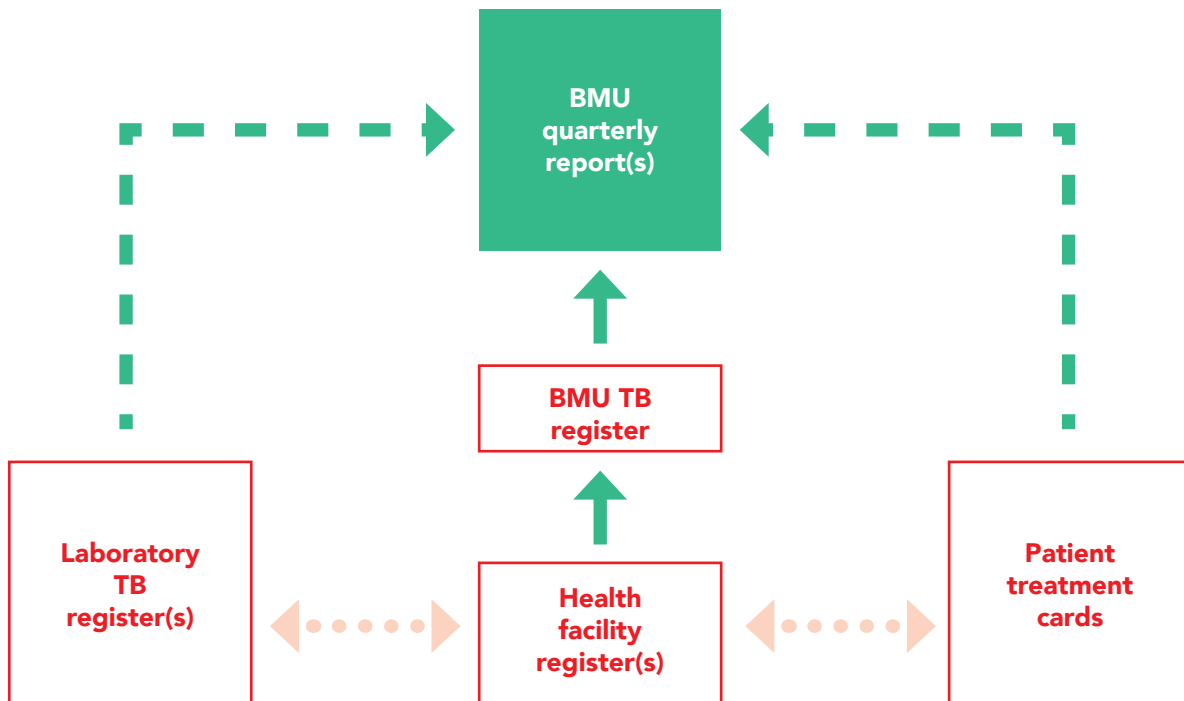 BMU
quarterly
report(s)
BMU TB
register
Laboratory
TB
register(s)
Health
facility
register(s)
Patient
treatment
cards